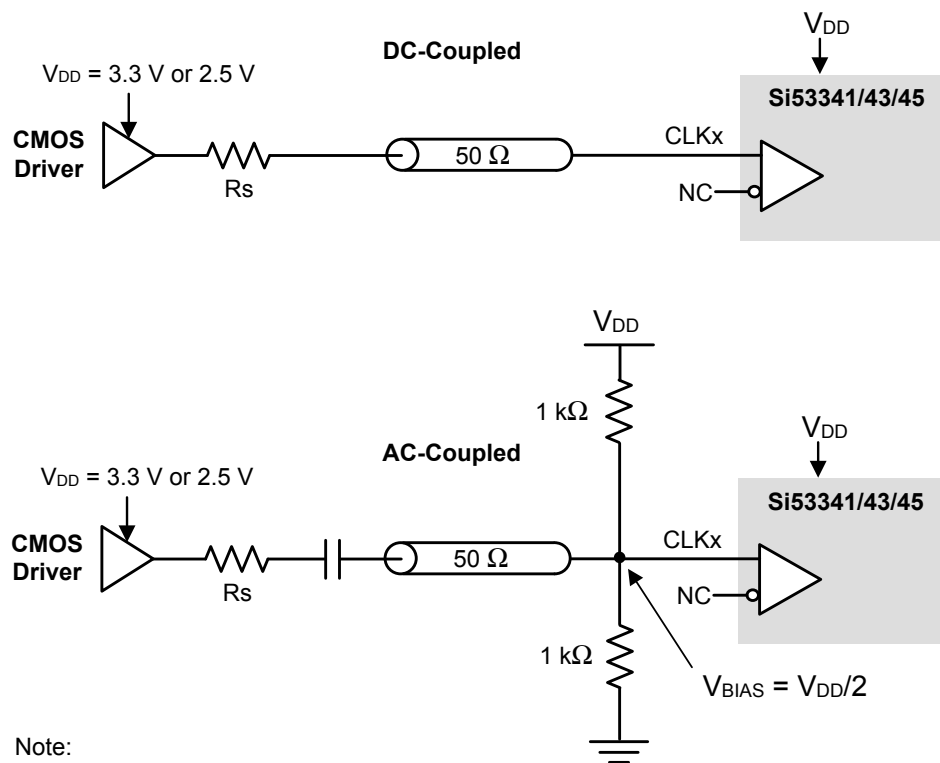 DC-Coupled
VDD
VDD = 3.3 V or 2.5 V
Si53341/43/45
CMOS
Driver
Rs
50 Ω
CLKx
NC
VDD
1 kΩ
AC-Coupled
VDD
VDD = 3.3 V or 2.5 V
Si53341/43/45
CMOS
Driver
Rs
50 Ω
CLKx
NC
1 kΩ
VBIAS = VDD/2
Note: